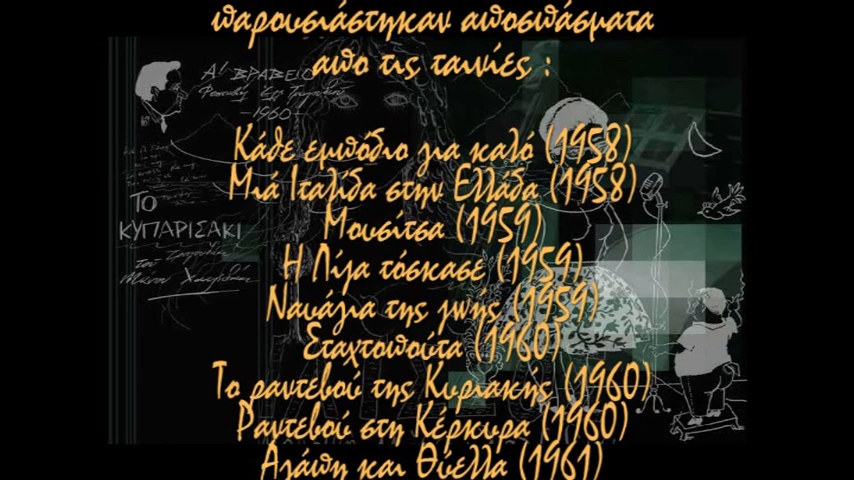 παρουσιάστηκαν αποσπάσματα
απο τις ταινίες :
Κάθε εμπόδιο για καλό (1958)
Μιά Ιταλίδα στην Ελλάδα (1958)
Μουσίτσα (1959)
Η Λίζα τόσκασε (1959)
Ναυάγια της ζωής (1959)
Σταχτοπούτα (1960)
Το ραντεβού της Κυριακής (1960)
Ραντεβού στη Κέρκυρα (1960)
Αγάπη και Θύελλα (1961)
Α' ΒΡΑΒΕΙΟ
-1960-
ΤΟ
ΚΥΠΑΡΙΣΑΚΙ
του